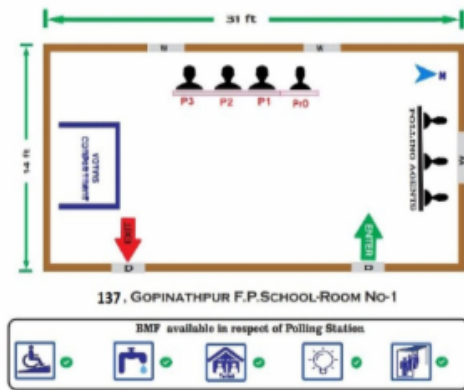 31 ft
W
W
N
P3
P2
P1
PrO
14 ft
VOTING
COMPARTMENT
POLLING AGENTS
W
EXIT
ENTER
D
D
137. GOPINATHPUR F.P.SCHOOL-ROOM NO-1
BMF available in respect of Polling Station